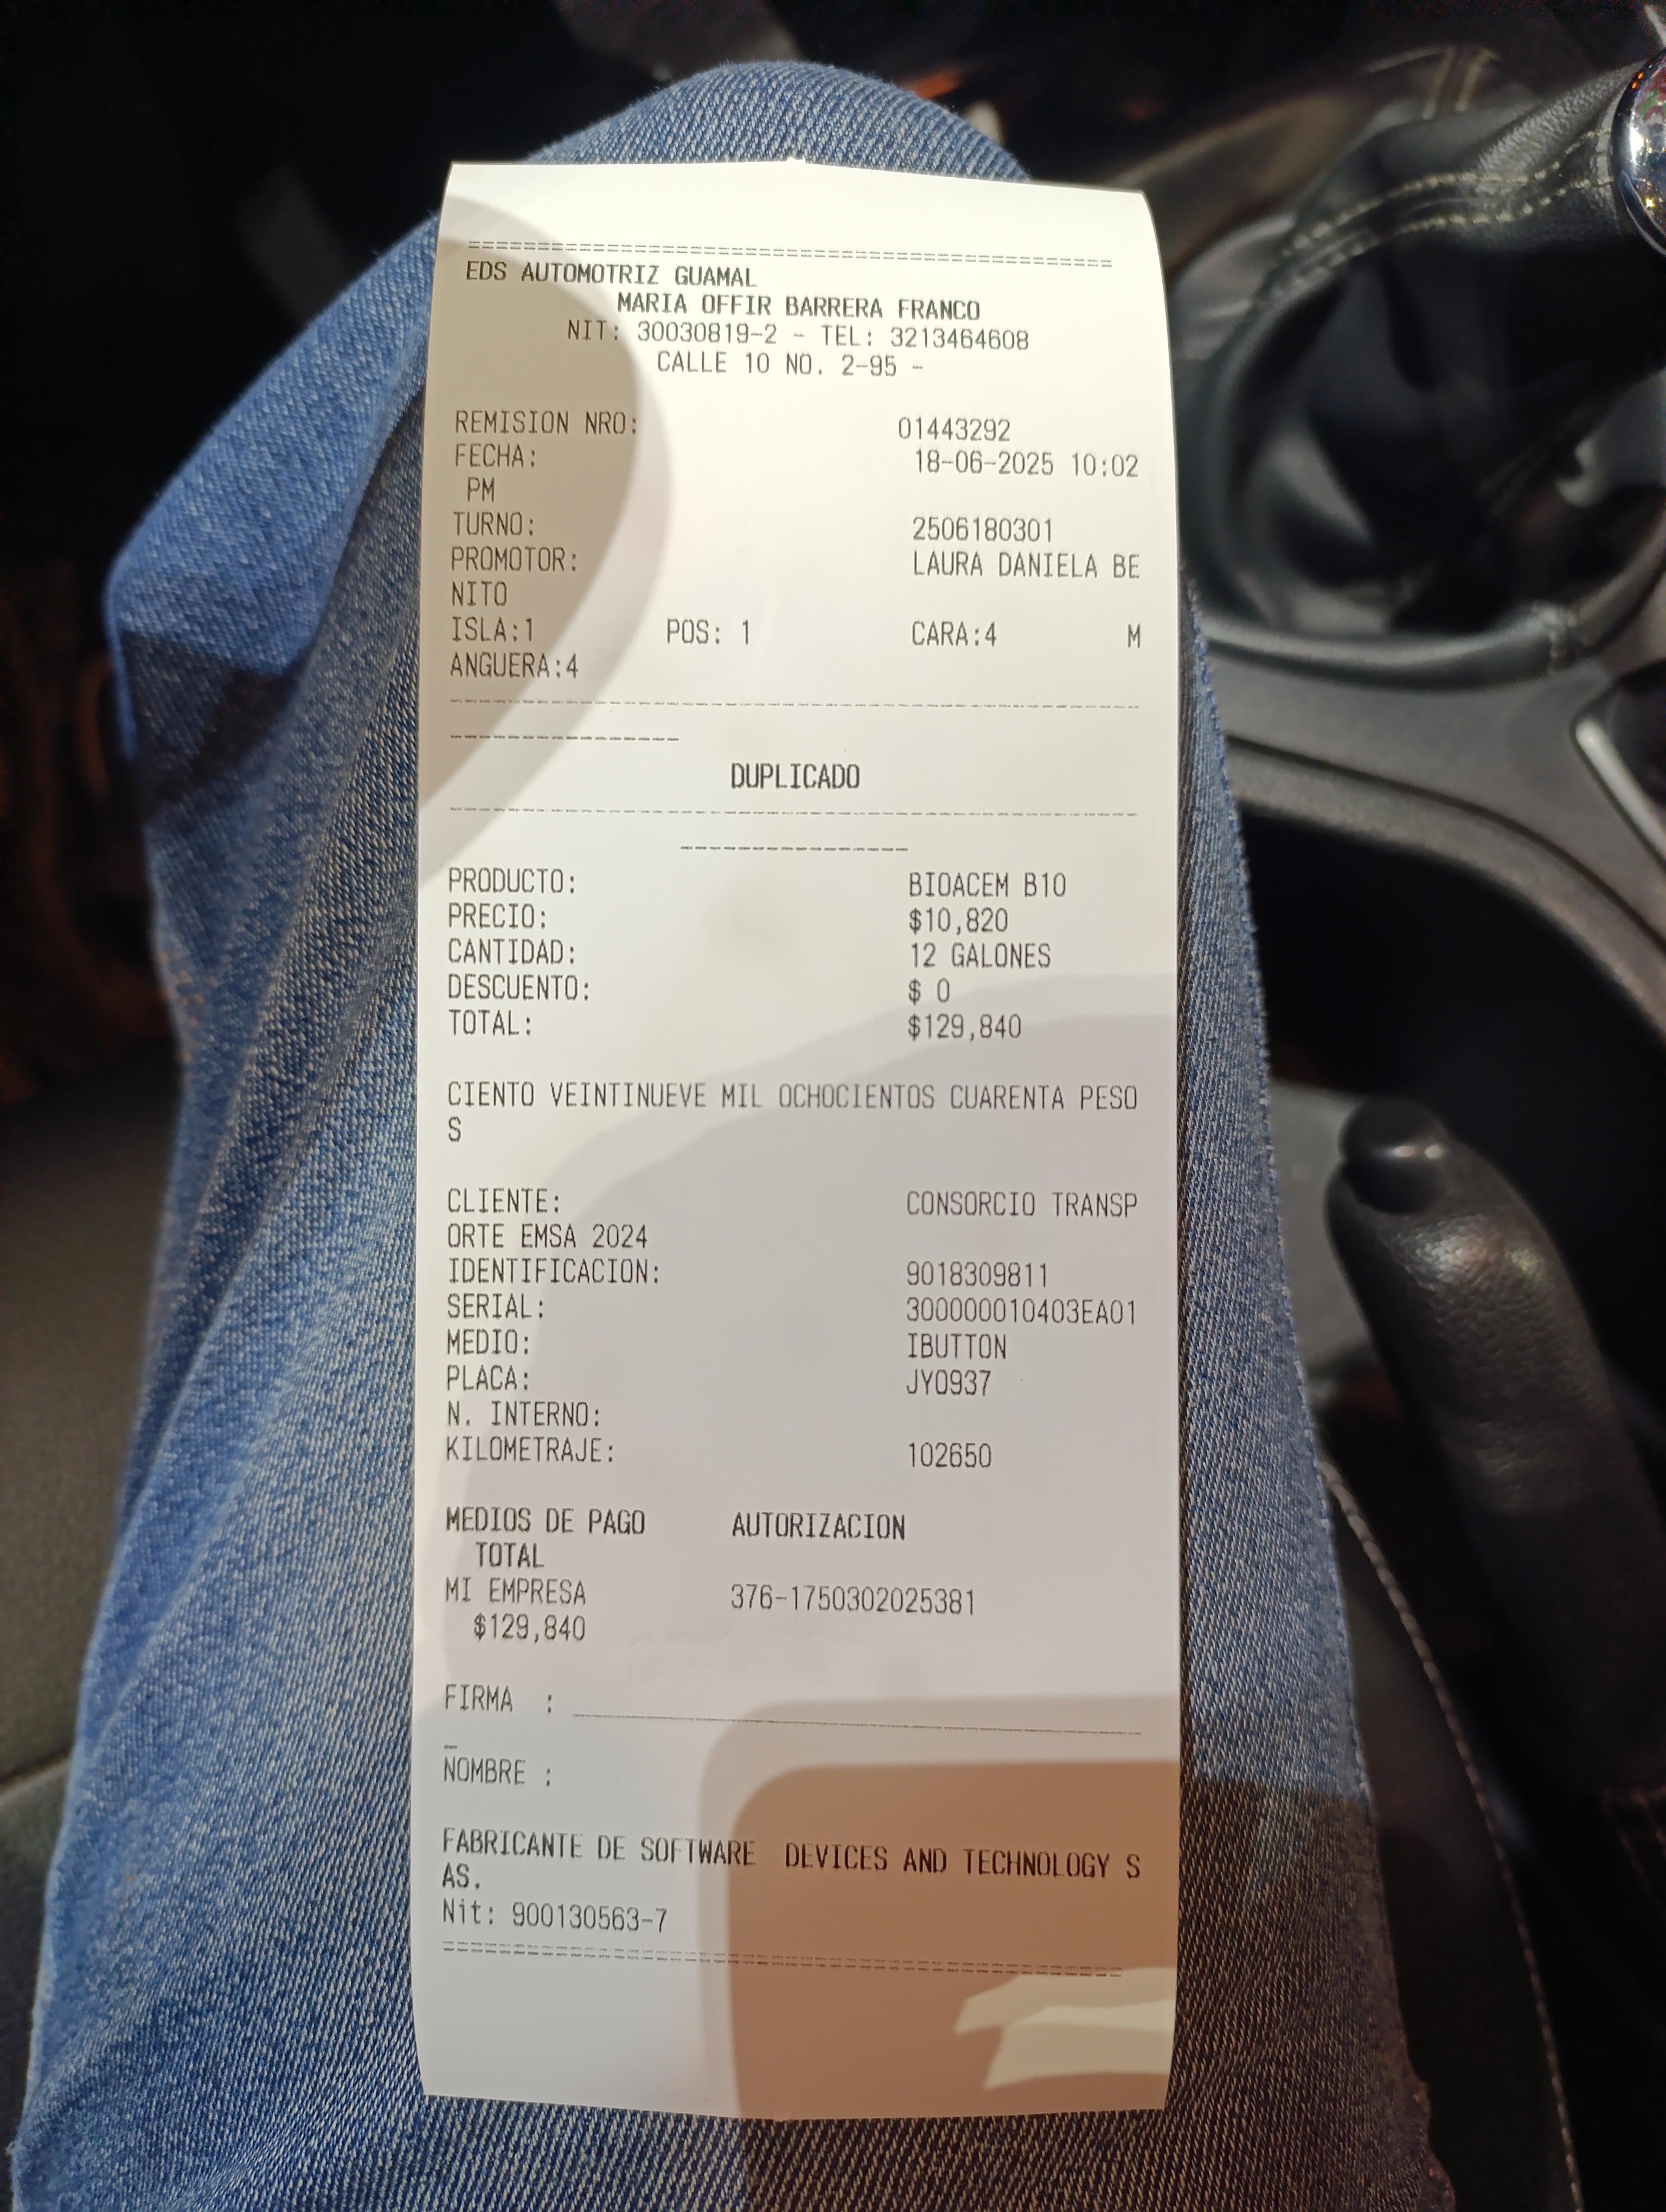 EDS AUTOMOTRIZ GUAMAL
MARIA OFFIR BARRERA FRANCO
NIT: 30030819-2 - TEL: 3213464608
CALLE 10 NO. 2-95 -
REMISION NRO: 01443292
FECHA: 18-06-2025 10:02
PM
TURNO: 2506180301
PROMOTOR: LAURA DANIELA BE
NITO
ISLA:1 POS: 1 CARA:4 M
ANGUERA:4
DUPLICADO
PRODUCTO: BIOACEM B10
PRECIO: $10,820
CANTIDAD: 12 GALONES
DESCUENTO: $ 0
TOTAL: $129,840
CIENTO VEINTINUEVE MIL OCHOCIENTOS CUARENTA PESO
S
CLIENTE: CONSORCIO TRANSP
ORTE EMSA 2024
IDENTIFICACION: 9018309811
SERIAL: 300000010403EA01
MEDIO: IBUTTON
PLACA: JYO937
N. INTERNO:
KILOMETRAJE: 102650
MEDIOS DE PAGO AUTORIZACION
TOTAL
MI EMPRESA 376-1750302025381
$129,840
FIRMA :
NOMBRE :
FABRICANTE DE SOFTWARE DEVICES AND TECHNOLOGY S
AS.
Nit: 900130563-7